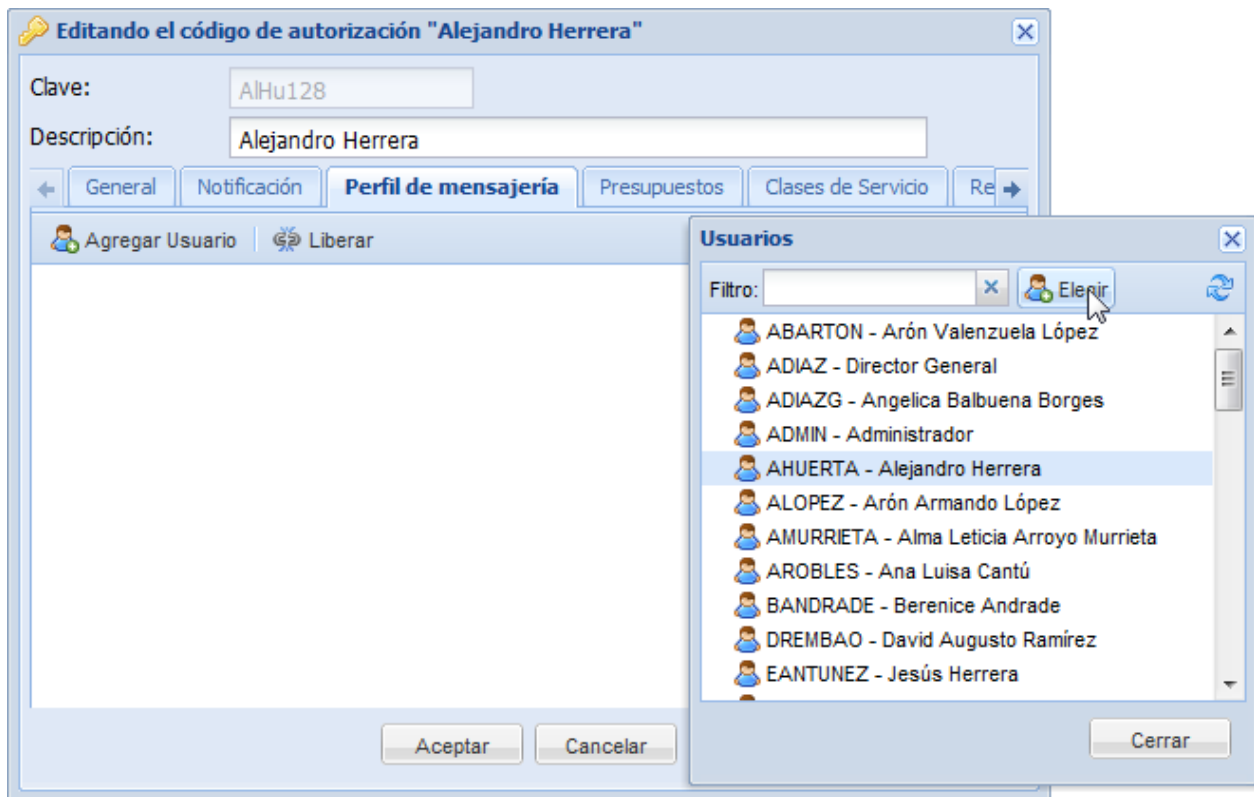 Editando el código de autorización "Alejandro Herrera"
Clave: AlHu128
Descripción: Alejandro Herrera
General Notificación Perfil de mensajería Presupuestos Clases de Servicio Re
Agregar Usuario Liberar
Usuarios
Filtro: Elegir
ABARTON - Arón Valenzuela López
ADIAZ - Director General
ADIAZG - Angelica Balbuena Borges
ADMIN - Administrador
AHUERTA - Alejandro Herrera
ALOPEZ - Arón Armando López
AMURRIETA - Alma Leticia Arroyo Murrieta
AROBLES - Ana Luisa Cantú
BANDRADE - Berenice Andrade
DREMBAO - David Augusto Ramírez
EANTUNEZ - Jesús Herrera
Aceptar Cancelar
Cerrar